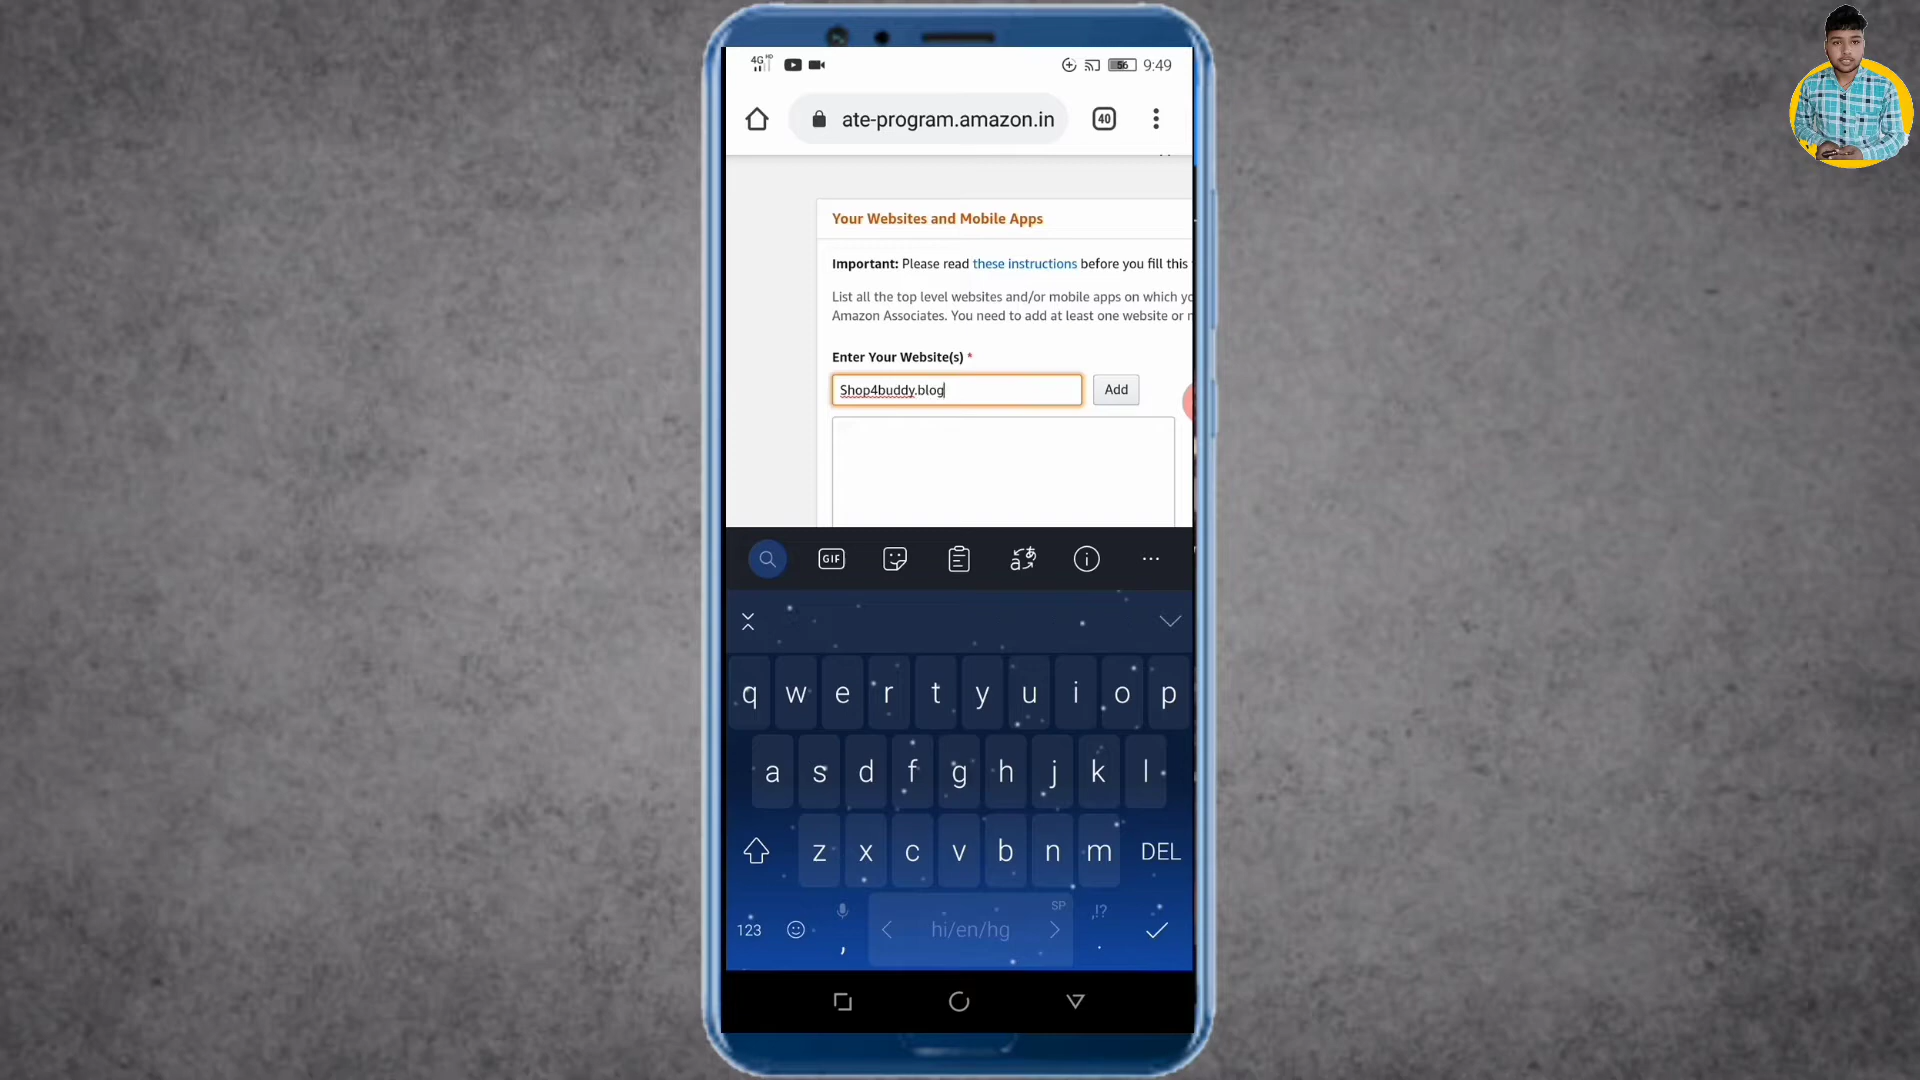 4G HD
56 9:49
ate-program.amazon.in 40
Your Websites and Mobile Apps
Important: Please read these instructions before you fill this
List all the top level websites and/or mobile apps on which yo
Amazon Associates. You need to add at least one website or
Enter Your Website(s) *
Shop4buddy.blog Add
GIF
q w e r t y u i o p
a s d f g h j k l
z x c v b n m DEL
SP ,!?
123 , hi/en/hg .